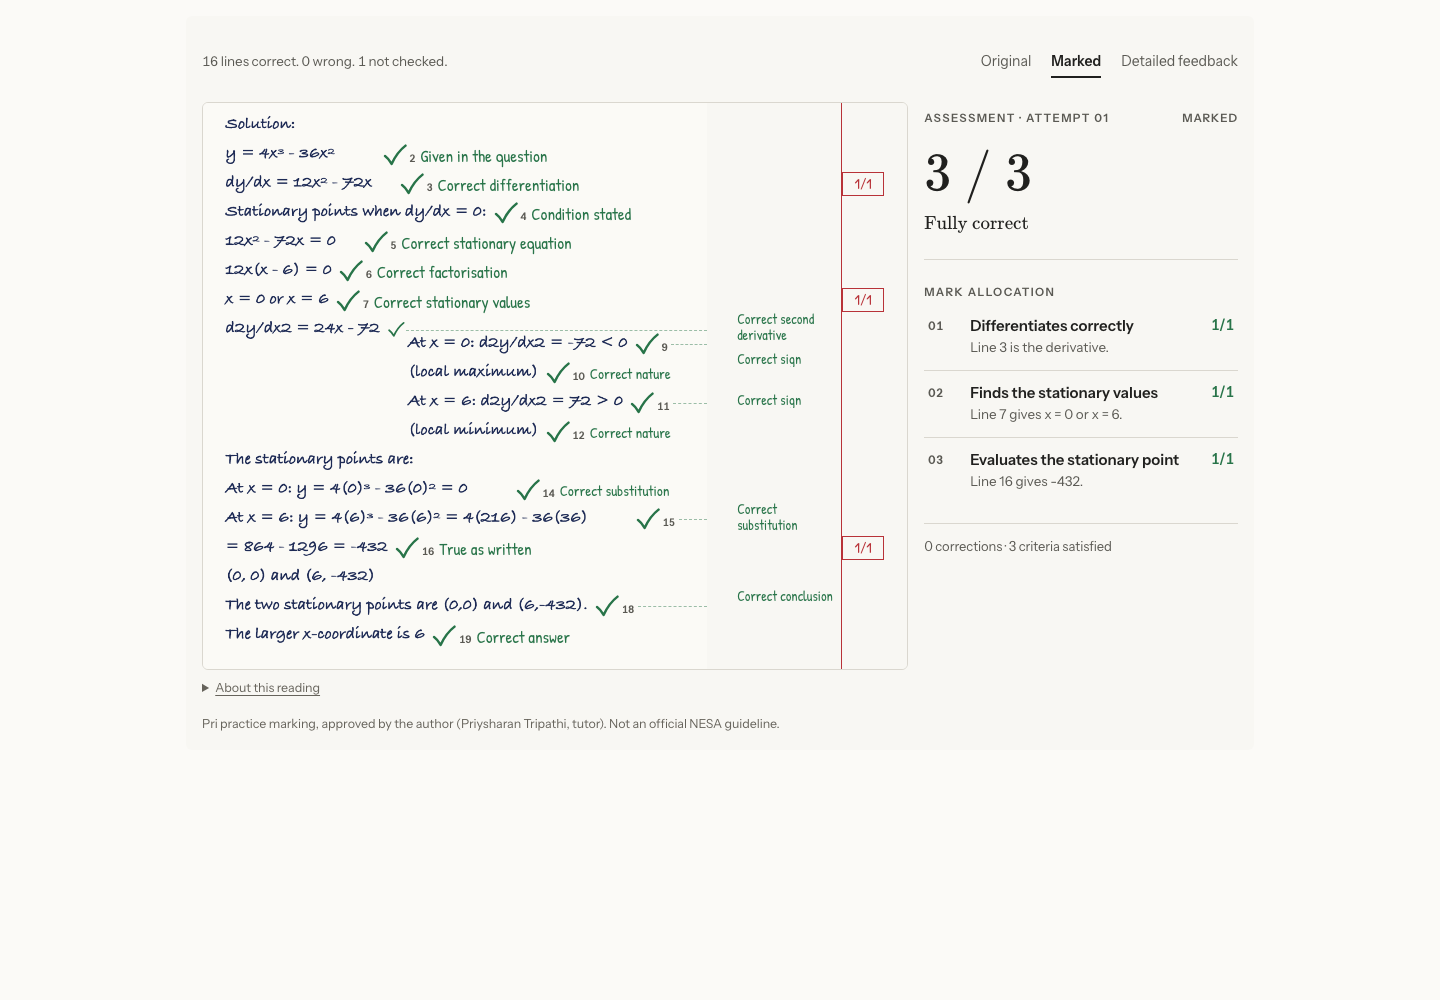 16 lines correct. 0 wrong. 1 not checked.
Original Marked Detailed feedback
Solution:
y = 4x³ - 36x² 2 Given in the question
dy/dx = 12x² - 72x 3 Correct differentiation 1/1
Stationary points when dy/dx = 0: 4 Condition stated
12x² - 72x = 0 5 Correct stationary equation
12x(x - 6) = 0 6 Correct factorisation
x = 0 or x = 6 7 Correct stationary values 1/1
d2y/dx2 = 24x - 72 Correct second derivative
At x = 0: d2y/dx2 = -72 < 0 9 Correct sign
(local maximum) 10 Correct nature
At x = 6: d2y/dx2 = 72 > 0 11 Correct sign
(local minimum) 12 Correct nature
The stationary points are:
At x = 0: y = 4(0)³ - 36(0)² = 0 14 Correct substitution
At x = 6: y = 4(6)³ - 36(6)² = 4(216) - 36(36) 15 Correct substitution
= 864 - 1296 = -432 16 True as written 1/1
(0, 0) and (6, -432)
The two stationary points are (0,0) and (6,-432). 18 Correct conclusion
The larger x-coordinate is 6 19 Correct answer
About this reading
Pri practice marking, approved by the author (Priysharan Tripathi, tutor). Not an official NESA guideline.
ASSESSMENT · ATTEMPT 01 MARKED
3 / 3
Fully correct
MARK ALLOCATION
01 Differentiates correctly 1/1
Line 3 is the derivative.
02 Finds the stationary values 1/1
Line 7 gives x = 0 or x = 6.
03 Evaluates the stationary point 1/1
Line 16 gives -432.
0 corrections · 3 criteria satisfied